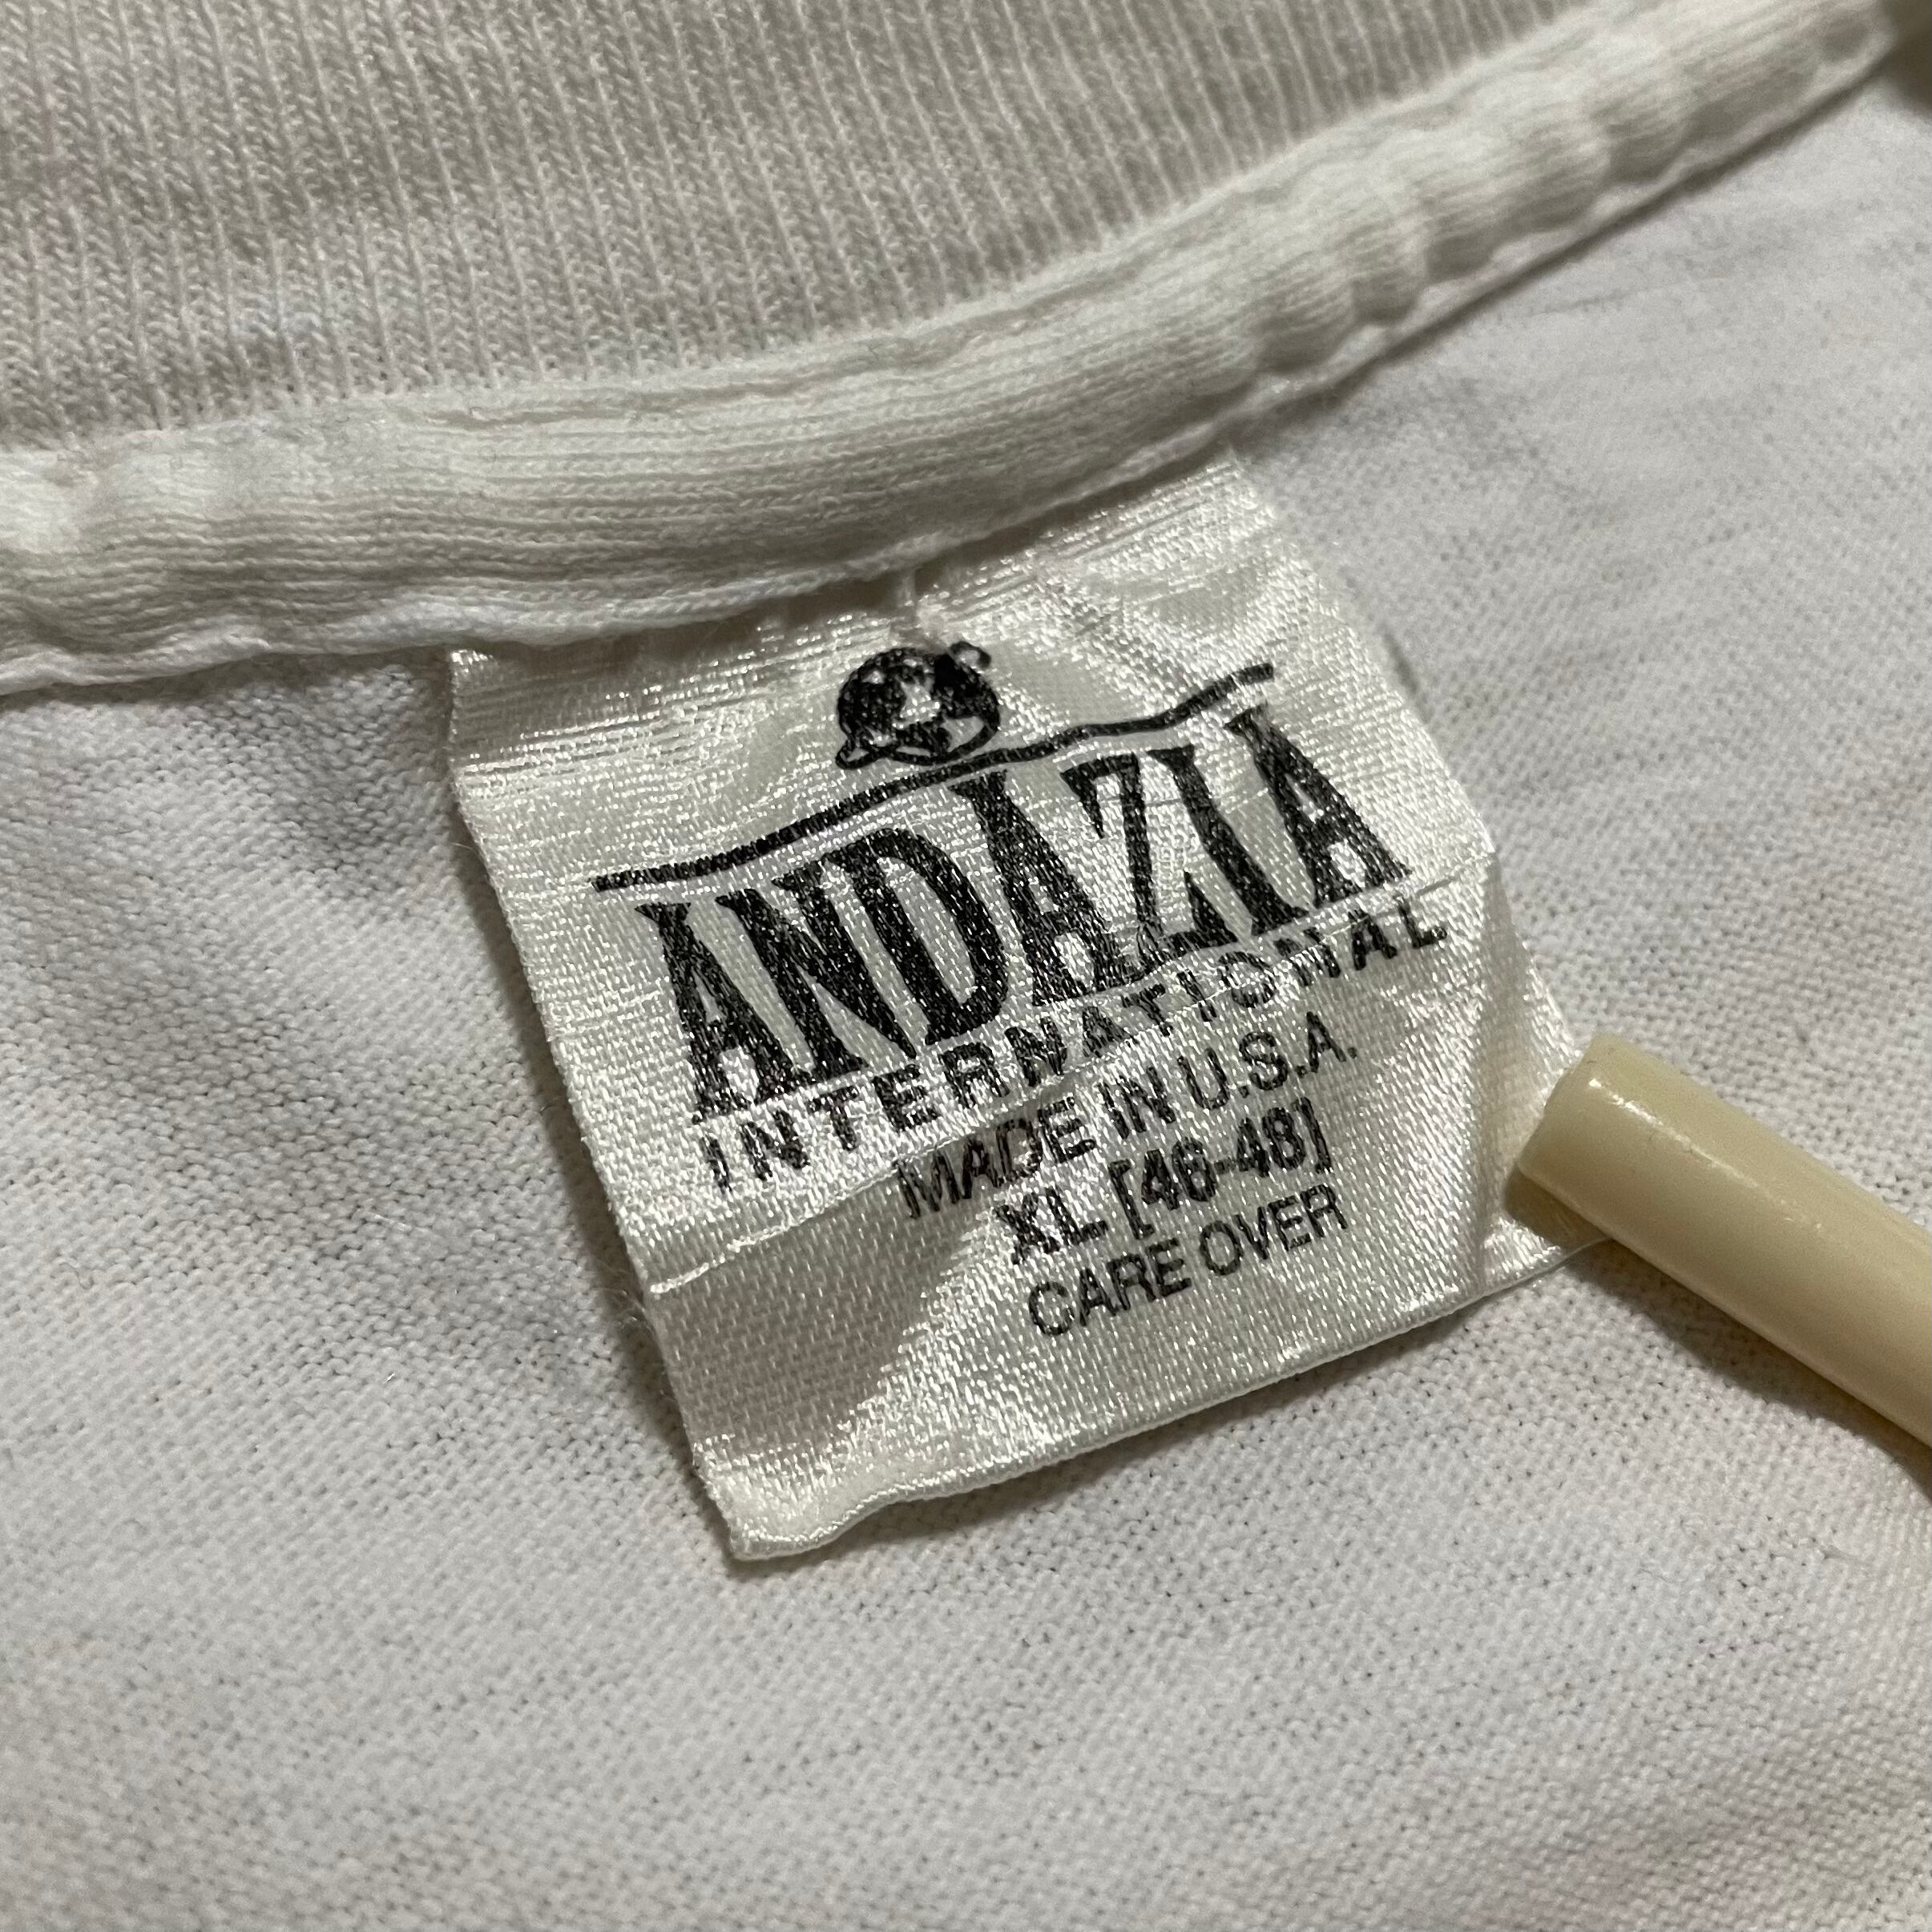 ANDAZIA
INTERNATIONAL
MADE IN U.S.A.
XL [46-48]
CARE OVER